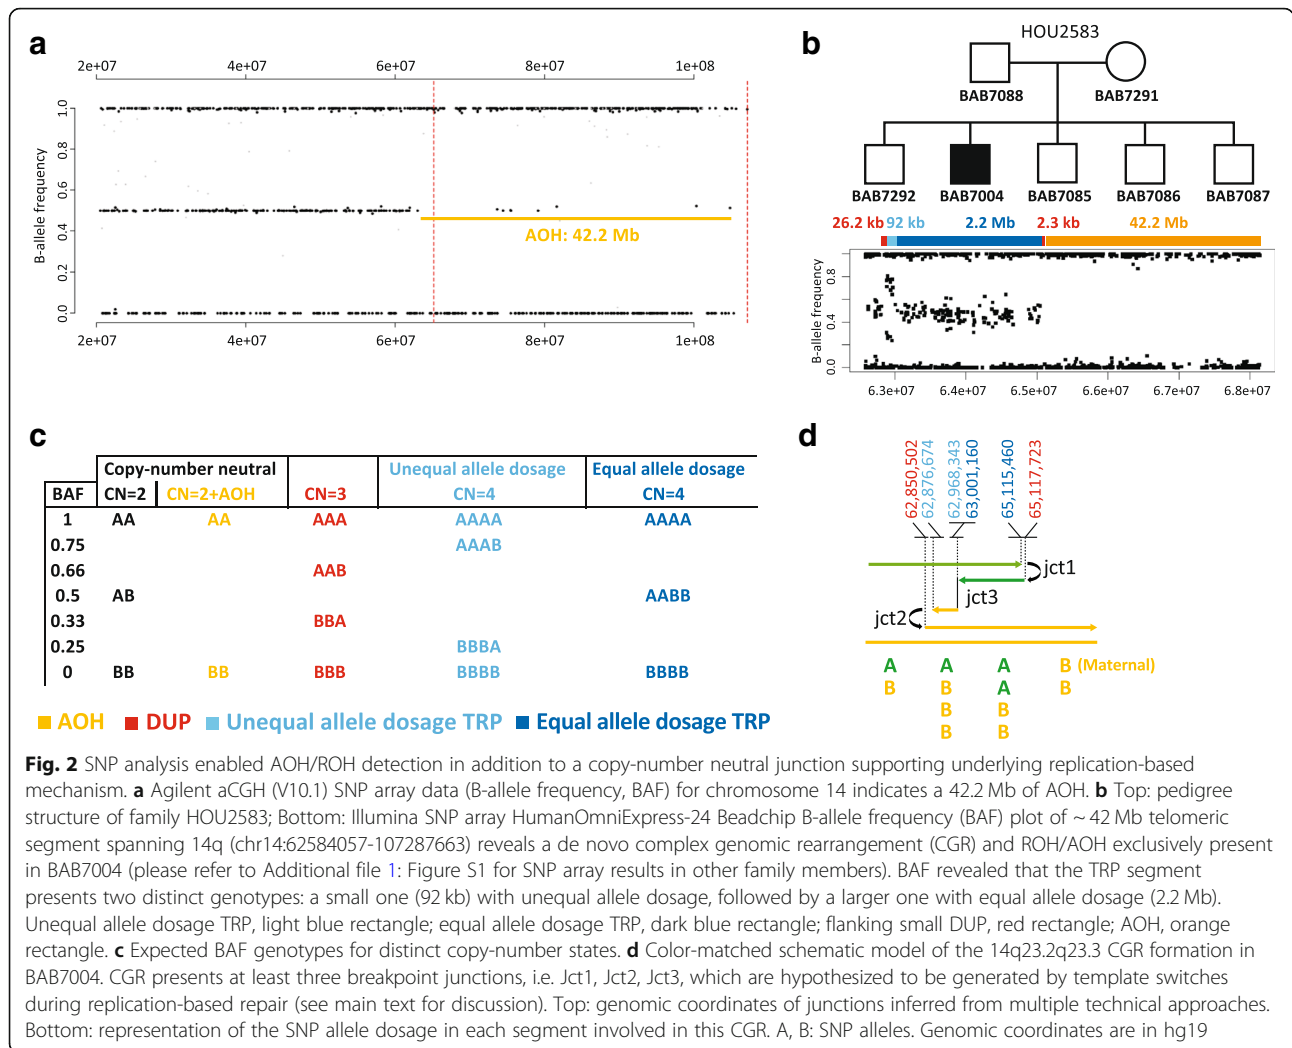 a
2e+07 4e+07 6e+07 8e+07 1e+08
B-allele frequency
1.0
0.8
0.6
0.4
0.2
0.0
AOH: 42.2 Mb
2e+07 4e+07 6e+07 8e+07 1e+08
b
HOU2583
BAB7088 BAB7291
BAB7292 BAB7004 BAB7085 BAB7086 BAB7087
26.2 kb 92 kb 2.2 Mb 2.3 kb 42.2 Mb
B-allele frequency
0.8
0.4
0.0
6.3e+07 6.4e+07 6.5e+07 6.6e+07 6.7e+07 6.8e+07
c
Copy-number neutral Unequal allele dosage Equal allele dosage
BAF CN=2 CN=2+AOH CN=3 CN=4 CN=4
1 AA AA AAA AAAA AAAA
0.75 AAAB
0.66 AAB
0.5 AB AABB
0.33 BBA
0.25 BBBA
0 BB BB BBB BBBB BBBB
AOH DUP Unequal allele dosage TRP Equal allele dosage TRP
d
62,850,502
62,876,674
62,968,343
63,001,160
65,115,460
65,117,723
jct1
jct3
jct2
A A A B (Maternal)
B B A B
B B
B B
Fig. 2 SNP analysis enabled AOH/ROH detection in addition to a copy-number neutral junction supporting underlying replication-based
mechanism. a Agilent aCGH (V10.1) SNP array data (B-allele frequency, BAF) for chromosome 14 indicates a 42.2 Mb of AOH. b Top: pedigree
structure of family HOU2583; Bottom: Illumina SNP array HumanOmniExpress-24 Beadchip B-allele frequency (BAF) plot of ~ 42 Mb telomeric
segment spanning 14q (chr14:62584057-107287663) reveals a de novo complex genomic rearrangement (CGR) and ROH/AOH exclusively present
in BAB7004 (please refer to Additional file 1: Figure S1 for SNP array results in other family members). BAF revealed that the TRP segment
presents two distinct genotypes: a small one (92 kb) with unequal allele dosage, followed by a larger one with equal allele dosage (2.2 Mb).
Unequal allele dosage TRP, light blue rectangle; equal allele dosage TRP, dark blue rectangle; flanking small DUP, red rectangle; AOH, orange
rectangle. c Expected BAF genotypes for distinct copy-number states. d Color-matched schematic model of the 14q23.2q23.3 CGR formation in
BAB7004. CGR presents at least three breakpoint junctions, i.e. Jct1, Jct2, Jct3, which are hypothesized to be generated by template switches
during replication-based repair (see main text for discussion). Top: genomic coordinates of junctions inferred from multiple technical approaches.
Bottom: representation of the SNP allele dosage in each segment involved in this CGR. A, B: SNP alleles. Genomic coordinates are in hg19